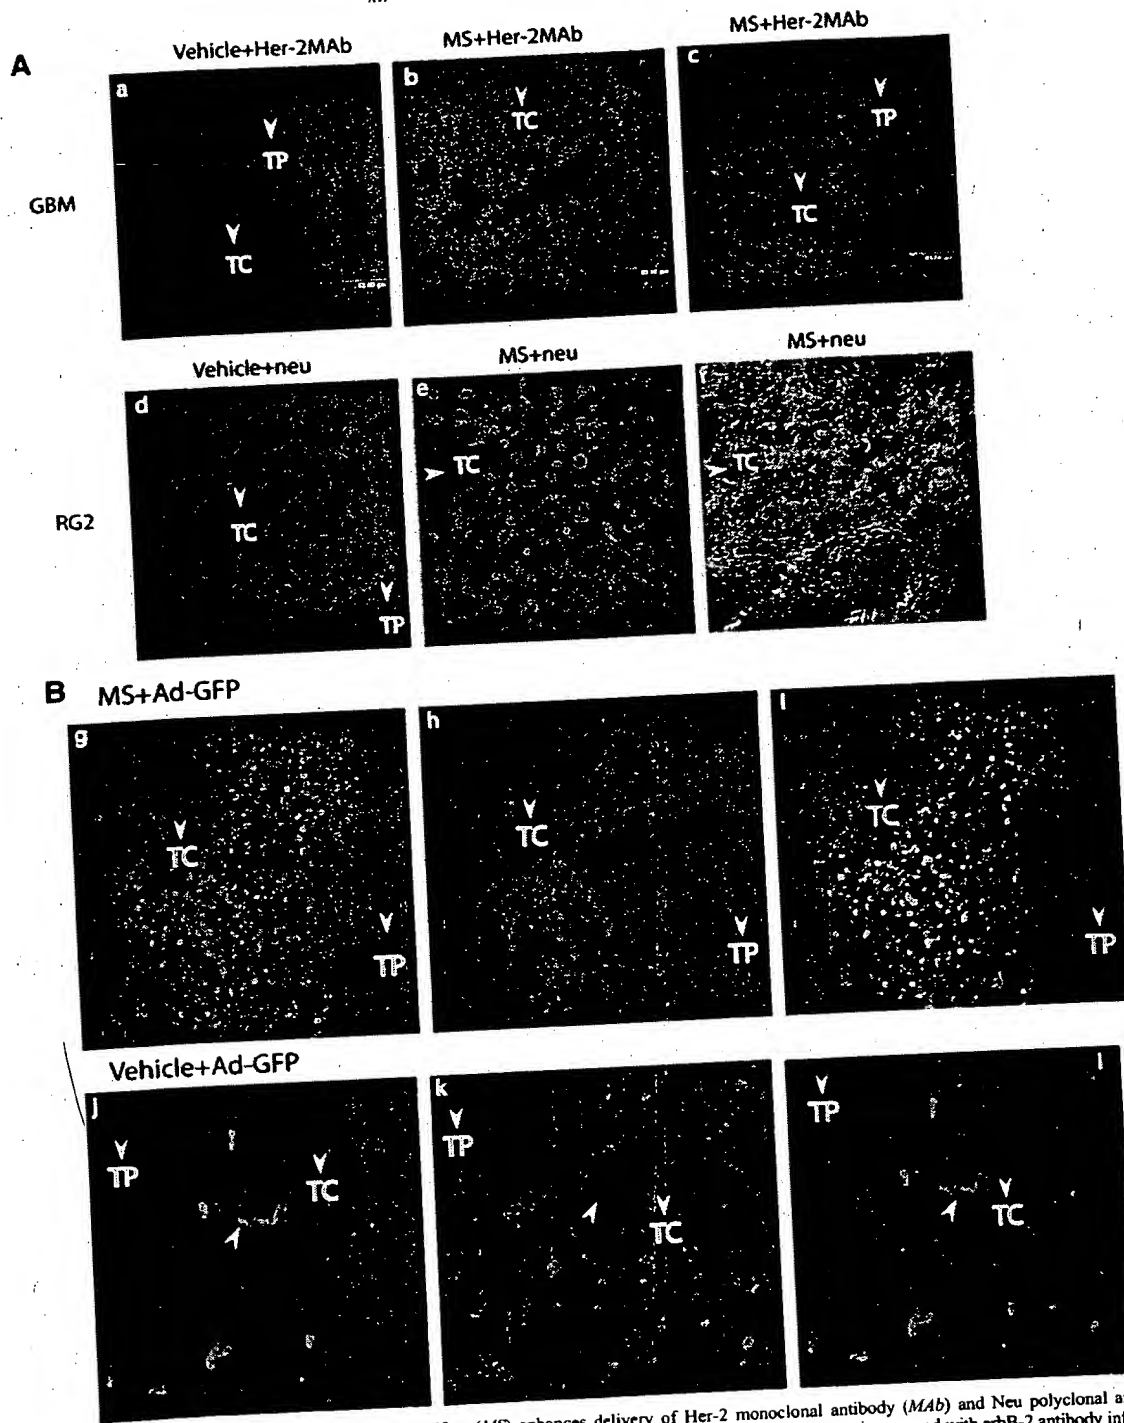 A
Vehicle+Her-2MAb
MS+Her-2MAb
MS+Her-2MAb
GBM
a
TP
TC
b
TC
c
TP
TC
Vehicle+neu
MS+neu
MS+neu
RG2
d
TC
TP
e
TC
TC
B MS+Ad-GFP
g
TC
TP
h
TC
TP
i
TC
TP
Vehicle+Ad-GFP
j
TP
TC
k
TP
TC
l
TP
TC
(MS) enhances delivery of Her-2 monoclonal antibody (MAb) and Neu polyclonal
with erbB-2 antibody